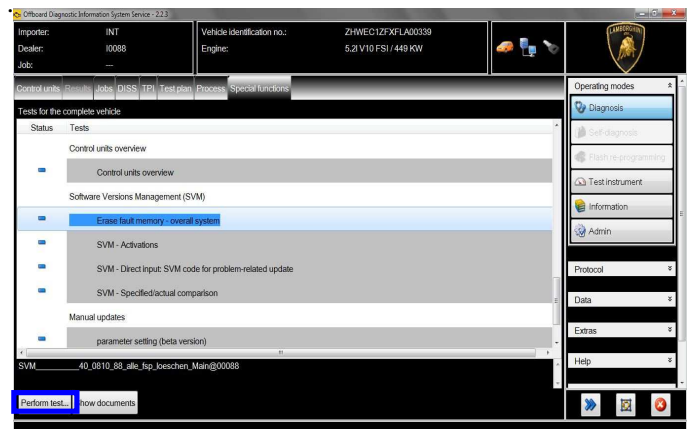 Offboard Diagnostic Information System Service - 2.2.3
Importer: INT Vehicle identification no.: ZHWEC1ZFXFLA00339
Dealer: I0088 Engine: 5.2l V10 FSI / 449 KW
Job: ---
LAMBORGHINI
Control units Results Jobs DISS TPI Test plan Process Special functions
Tests for the complete vehicle
Status Tests
Control units overview
Control units overview
Software Versions Management (SVM)
Erase fault memory - overall system
SVM - Activations
SVM - Direct input: SVM code for problem-related update
SVM - Specified/actual comparison
Manual updates
parameter setting (beta version)
SVM______40_0810_88_alle_fsp_loeschen_Main@00088
Perform test... Show documents
Operating modes
Diagnosis
Self-diagnosis
Flash re-programming
Test instrument
Information
Admin
Protocol
Data
Extras
Help